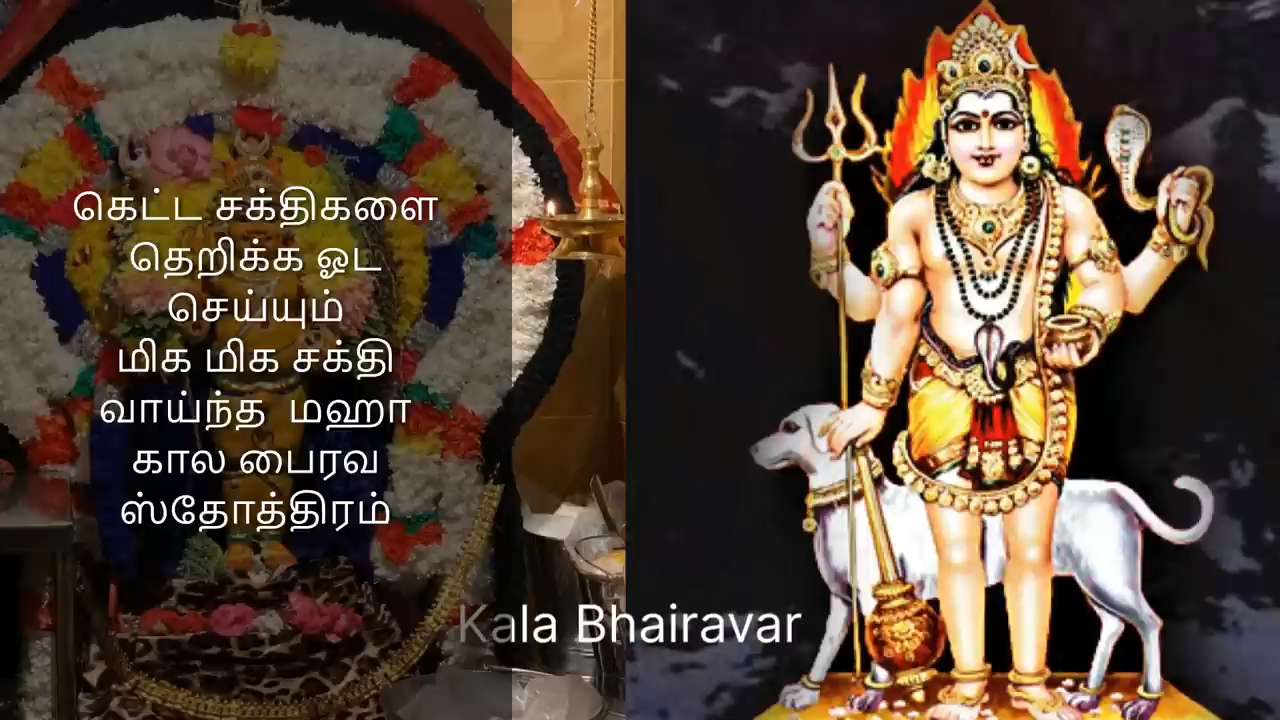 கெட்ட சக்திகளை
தெறிக்க ஓட
செய்யும்
மிக மிக சக்தி
வாய்ந்த மஹா
கால பைரவ
ஸ்தோத்திரம்
Kala Bhairavar